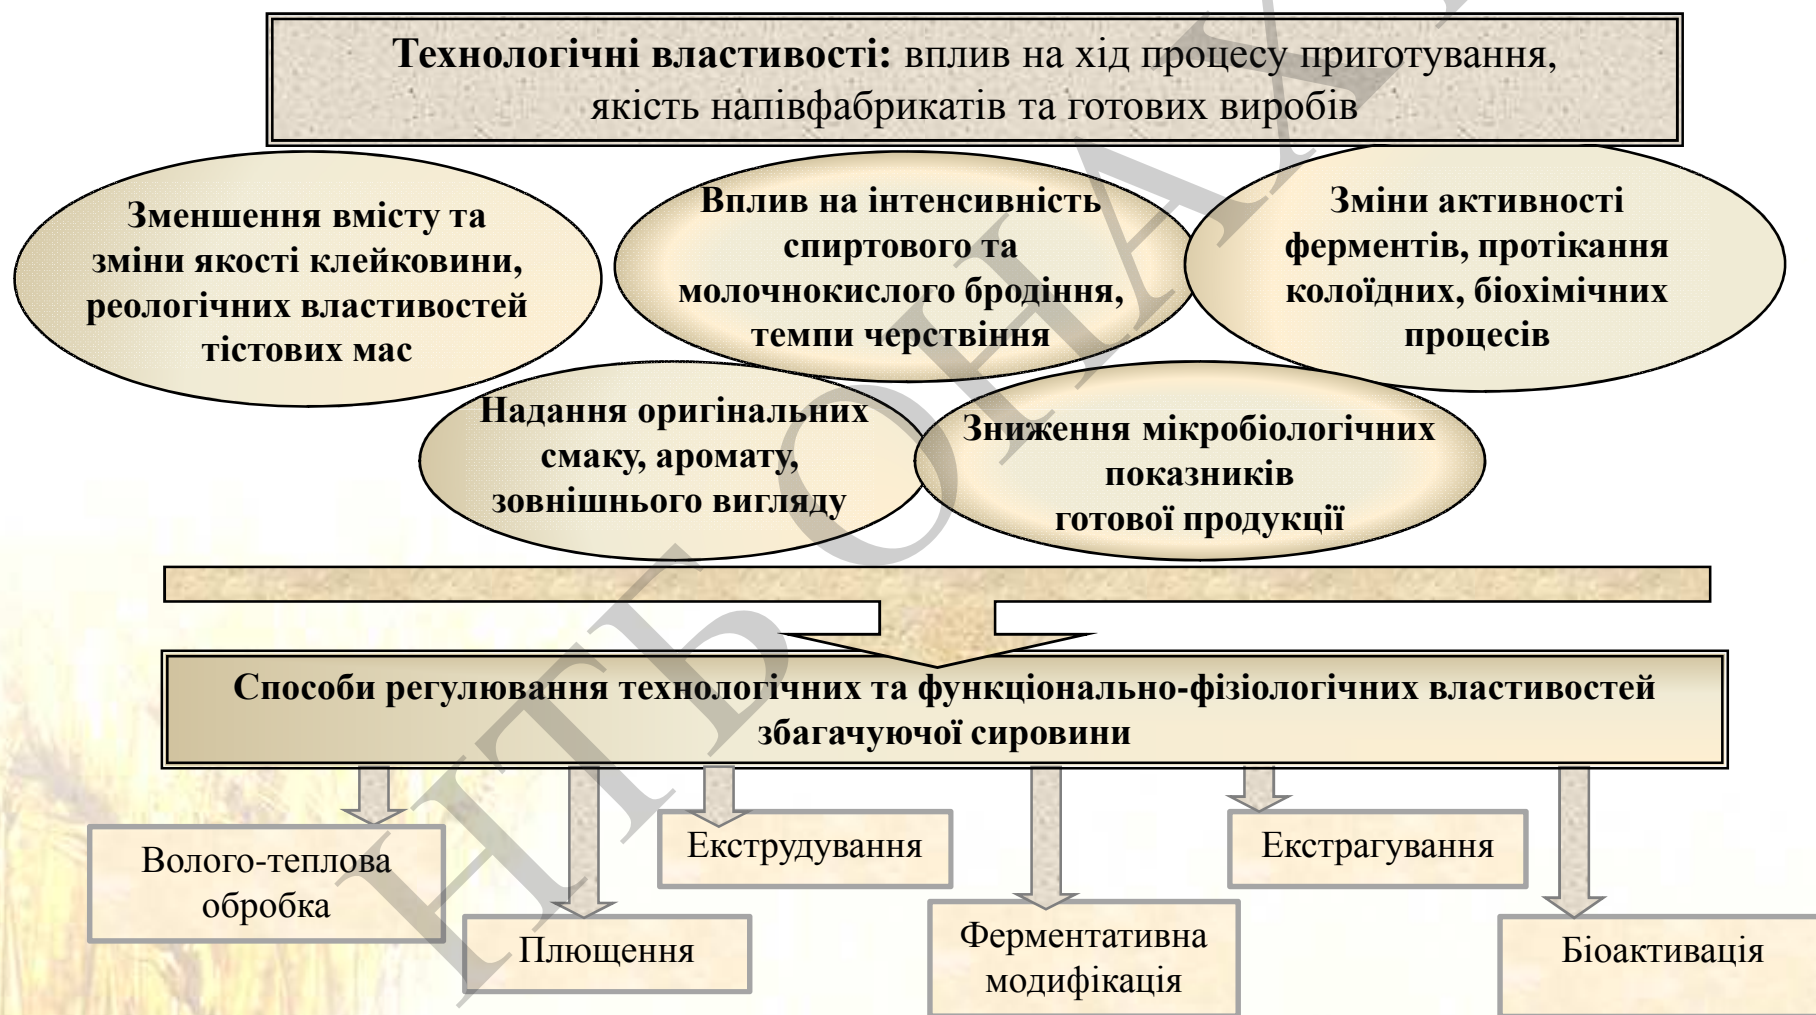 Технологічні властивості: вплив на хід процесу приготування,
якість напівфабрикатів та готових виробів
Зменшення вмісту та
зміни якості клейковини,
реологічних властивостей
тістових мас
Вплив на інтенсивність
спиртового та
молочнокислого бродіння,
темпи черствіння
Зміни активності
ферментів, протікання
колоїдних, біохімічних
процесів
Надання оригінальних
смаку, аромату,
зовнішнього вигляду
Зниження мікробіологічних
показників
готової продукції
Способи регулювання технологічних та функціонально-фізіологічних властивостей
збагачуючої сировини
Волого-теплова
обробка
Плющення
Екструдування
Ферментативна
модифікація
Екстрагування
Біоактивація
НТБ ОНАХ